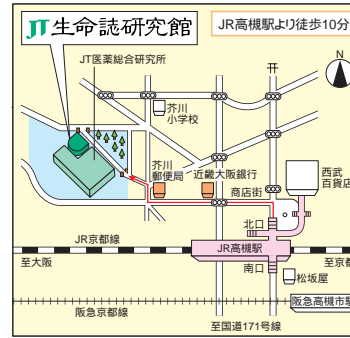 JT生命誌研究館
JR高槻駅より徒歩10分
JT医薬総合研究所
N
芥川
小学校
芥川
郵便局
近畿大阪銀行
西武
百貨店
商店街
北口
JR京都線
JR高槻駅
至大阪
至京都
南口
松坂屋
阪急高槻市駅
阪急京都線
至国道171号線